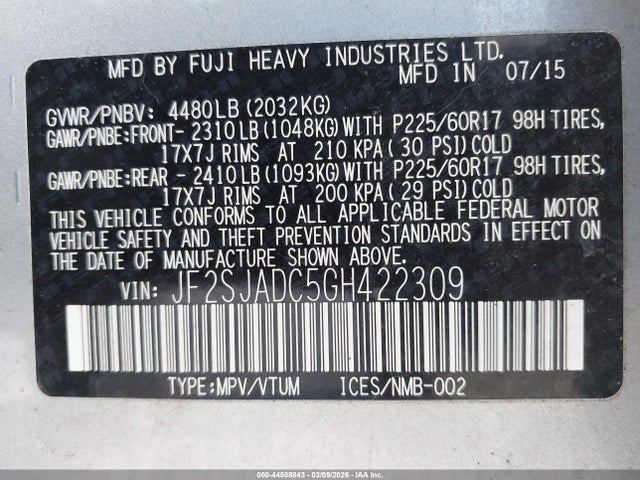 MFD BY FUJI HEAVY INDUSTRIES LTD.
MFD IN 07/15
GVWR/PNBV: 4480LB (2032KG)
GAWR/PNBE:FRONT- 2310LB (1048KG)WITH P225/60R17 98H TIRES,
17X7J RIMS AT 210 KPA (30 PSI)COLD
GAWR/PNBE:REAR - 2410LB (1093KG)WITH P225/60R17 98H TIRES,
17X7J RIMS AT 200 KPA (29 PSI)COLD
THIS VEHICLE CONFORMS TO ALL APPLICABLE FEDERAL MOTOR
VEHICLE SAFETY AND THEFT PREVENTION STANDARDS IN EFFECT
ON THE DATE OF MANUFACTURE SHOWN ABOVE.
VIN: JF2SJADC5GH422309
TYPE:MPV/VTUM ICES/NMB-002
000-44508843 - 03/09/2026 - IAA Inc.